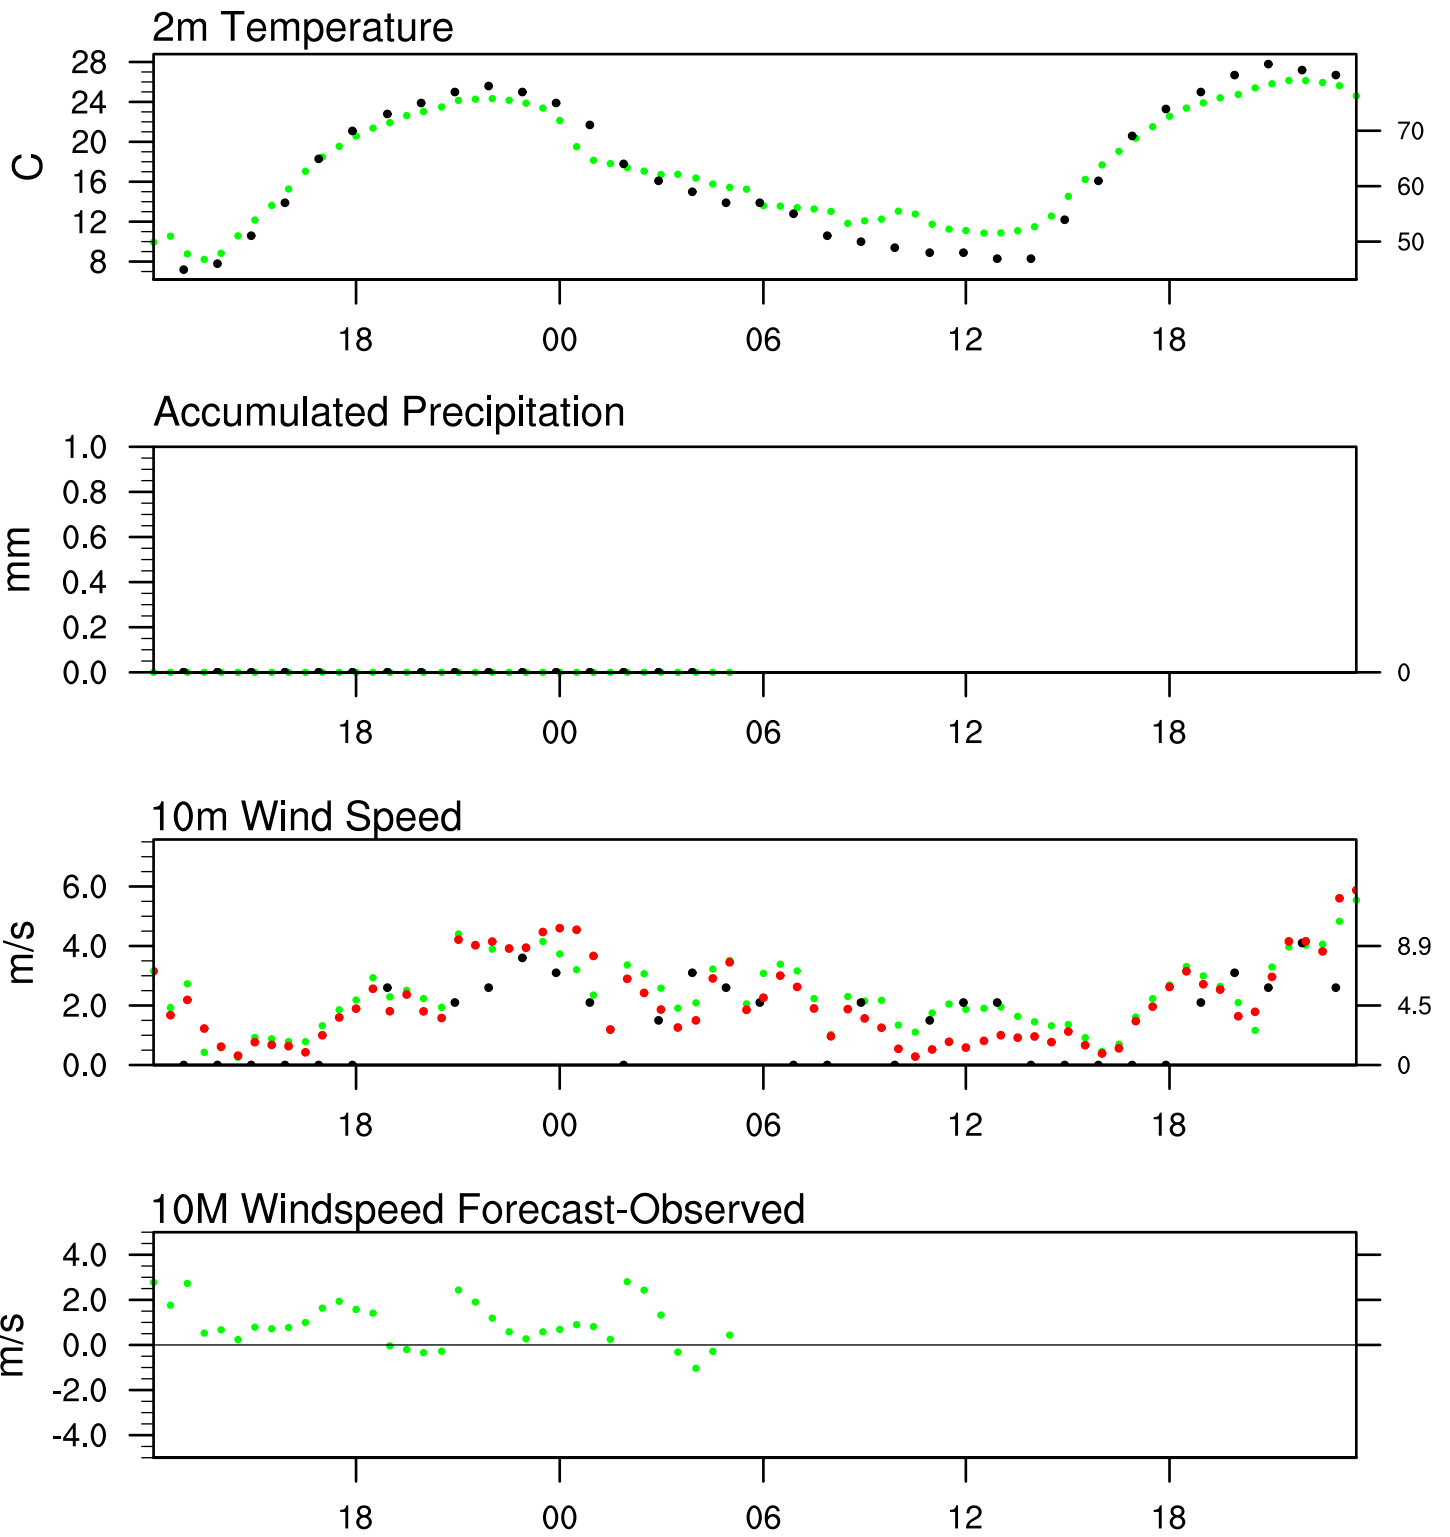 2m Temperature
28
24
20
16
12
8
C
70
60
50
18 00 06 12 18
Accumulated Precipitation
1.0
0.8
0.6
0.4
0.2
0.0
mm
0
18 00 06 12 18
10m Wind Speed
6.0
4.0
2.0
0.0
m/s
8.9
4.5
0
18 00 06 12 18
10M Windspeed Forecast-Observed
4.0
2.0
0.0
-2.0
-4.0
m/s
18 00 06 12 18